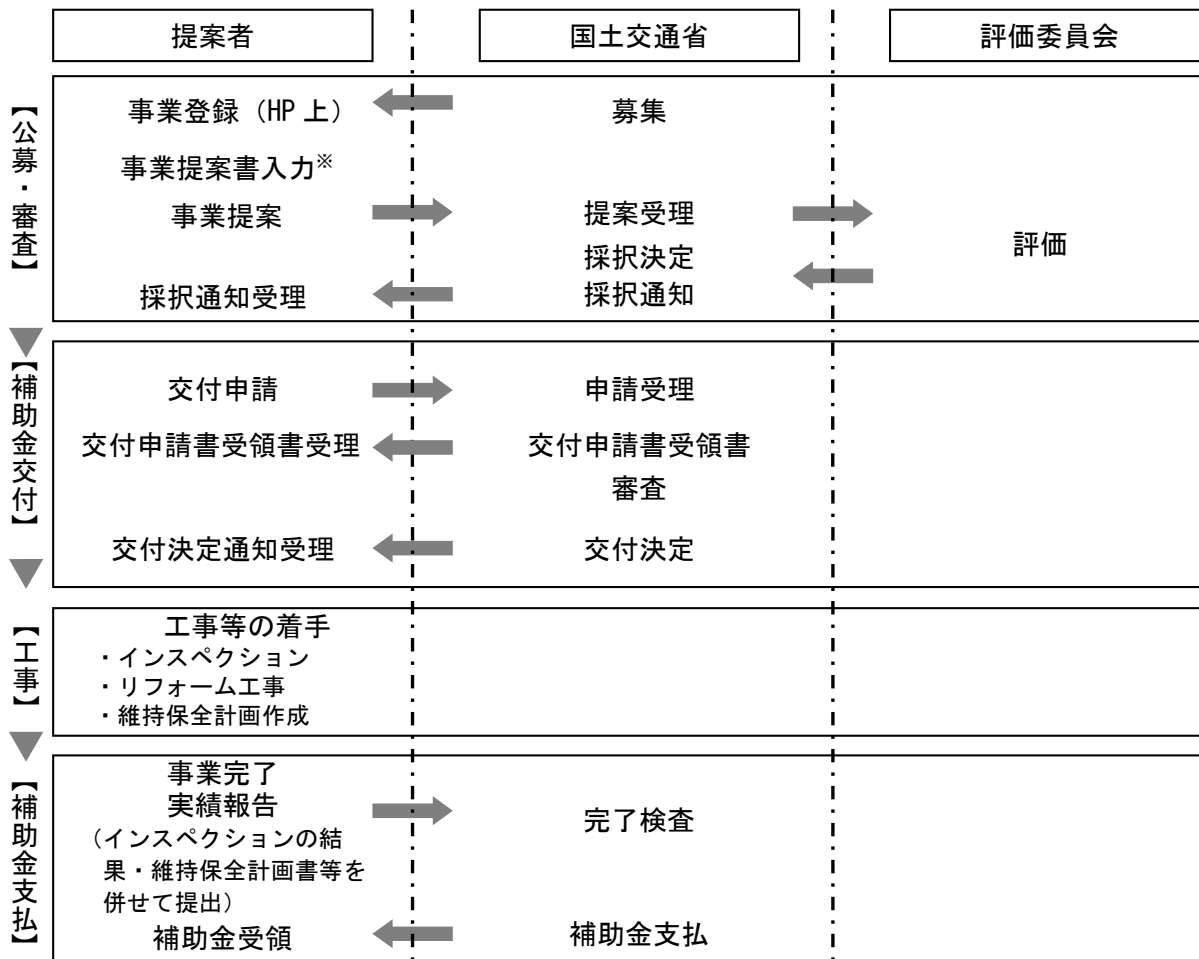 提案者
国土交通省
評価委員会
【公募・審査】
事業登録（HP上）
募集
事業提案書入力※
事業提案
提案受理
採択決定
評価
採択通知受理
採択通知
【補助金交付】
交付申請
申請受理
交付申請書受領書受理
交付申請書受領書
審査
交付決定通知受理
交付決定
【工事】
工事等の着手
・インスペクション
・リフォーム工事
・維持保全計画作成
【補助金支払】
事業完了
実績報告
完了検査
（インスペクションの結
果・維持保全計画書等を
併せて提出）
補助金受領
補助金支払